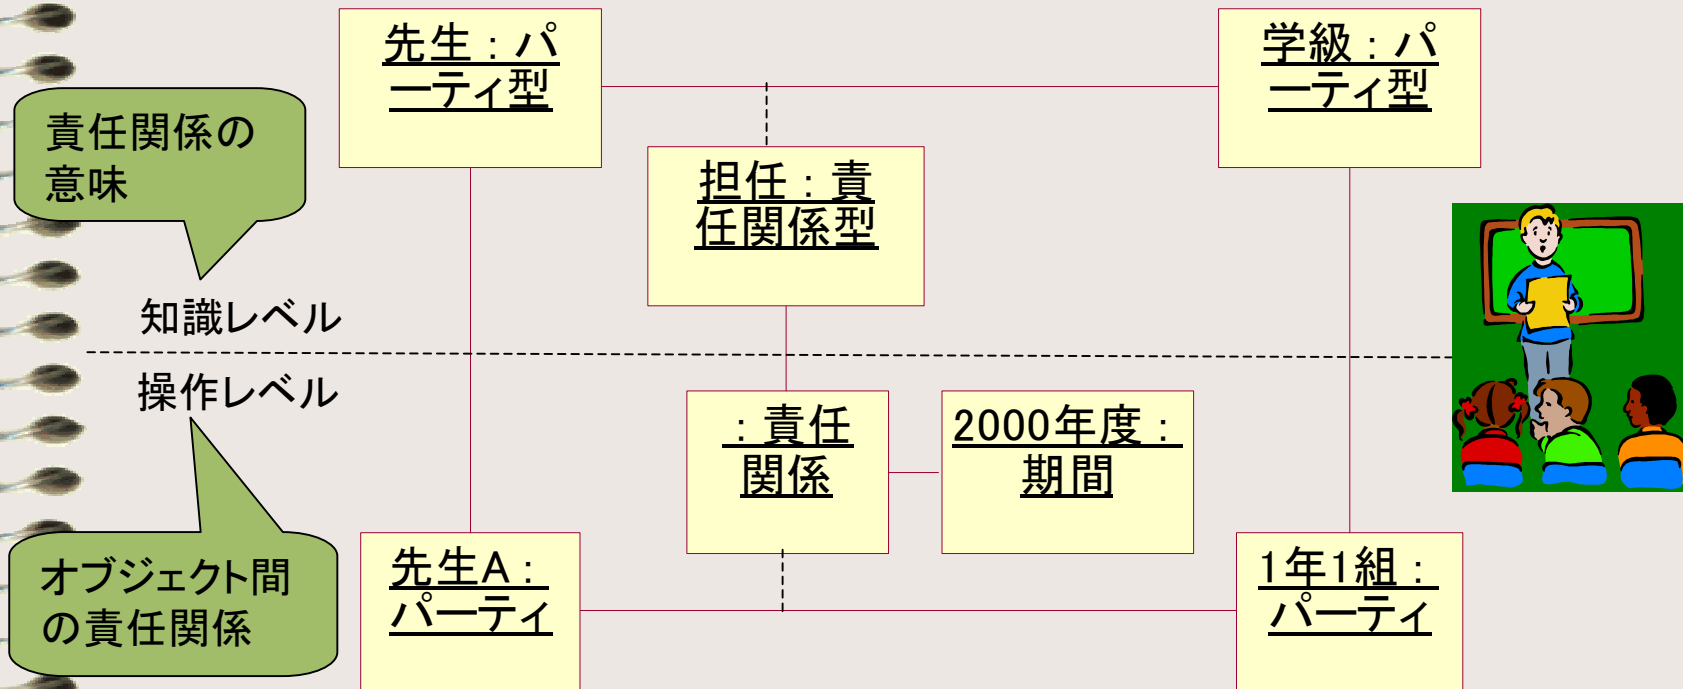 先生：パ
ーティ型
学級：パ
ーティ型
責任関係の
意味
担任：責
任関係型
知識レベル
操作レベル
：責任
関係
2000年度：
期間
オブジェクト間
の責任関係
先生A：
パーティ
1年1組：
パーティ